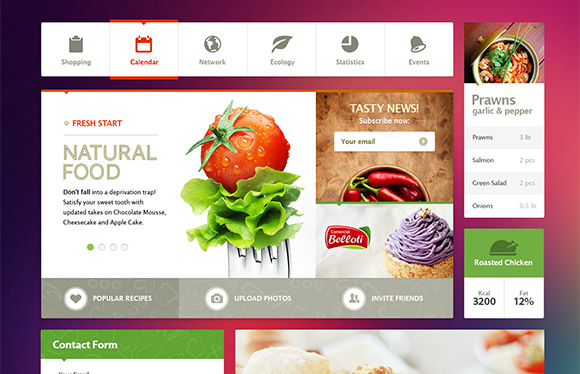 Shopping
Calendar
Network
Ecology
Statistics
Events
FRESH START
NATURAL
FOOD
Don't fall into a deprivation trap!
Satisfy your sweet tooth with
updated takes on Chocolate Mousse,
Cheesecake and Apple Cake.
TASTY NEWS!
Subscribe now:
Your email
Comercial
Belloti
POPULAR RECIPES
UPLOAD PHOTOS
INVITE FRIENDS
Prawns
garlic & pepper
Prawns 3 lb
Salmon 2 pcs
Green Salad 2 pcs
Onions 0,5 lb
Roasted Chicken
Kcal Fat
3200 12%
Contact Form
Your Email